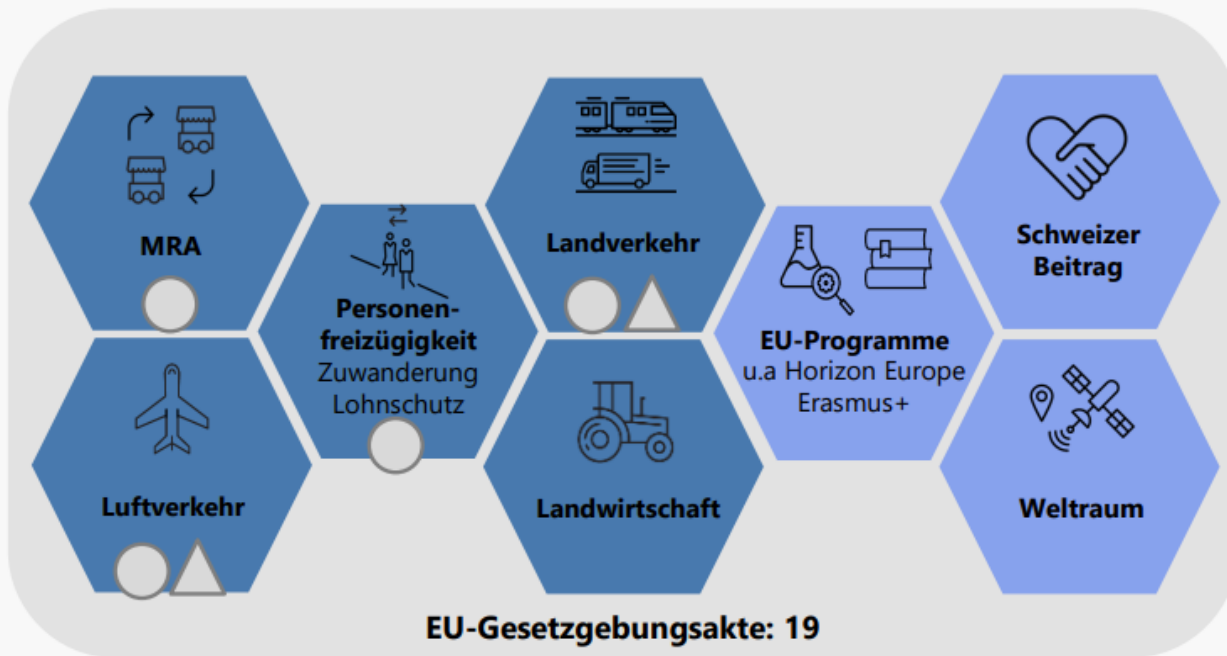 MRA
Personen-
freizügigkeit
Zuwanderung
Lohnschutz
Landverkehr
EU-Programme
u.a Horizon Europe
Erasmus+
Schweizer
Beitrag
Luftverkehr
Landwirtschaft
Weltraum
EU-Gesetzgebungsakte: 19